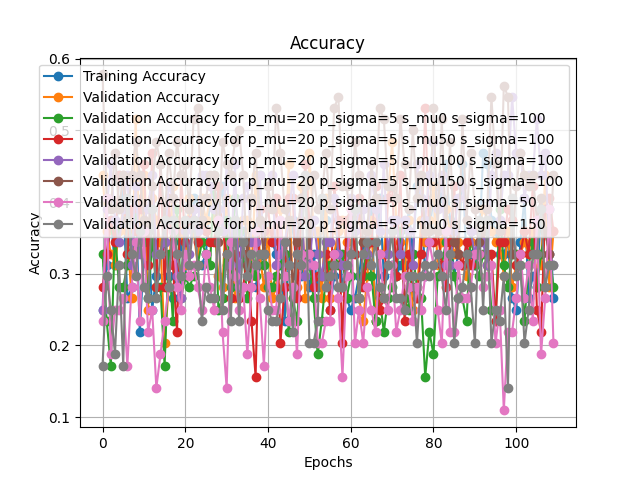 Accuracy
0.6
Training Accuracy
Validation Accuracy
Validation Accuracy for p_mu=20 p_sigma=5 s_mu0 s_sigma=100
Validation Accuracy for p_mu=20 p_sigma=5 s_mu50 s_sigma=100
Validation Accuracy for p_mu=20 p_sigma=5 s_mu100 s_sigma=100
Validation Accuracy for p_mu=20 p_sigma=5 s_mu150 s_sigma=100
Validation Accuracy for p_mu=20 p_sigma=5 s_mu0 s_sigma=50
Validation Accuracy for p_mu=20 p_sigma=5 s_mu0 s_sigma=150
Accuracy
0.3
0.2
0.1
0 20 40 60 80 100
Epochs